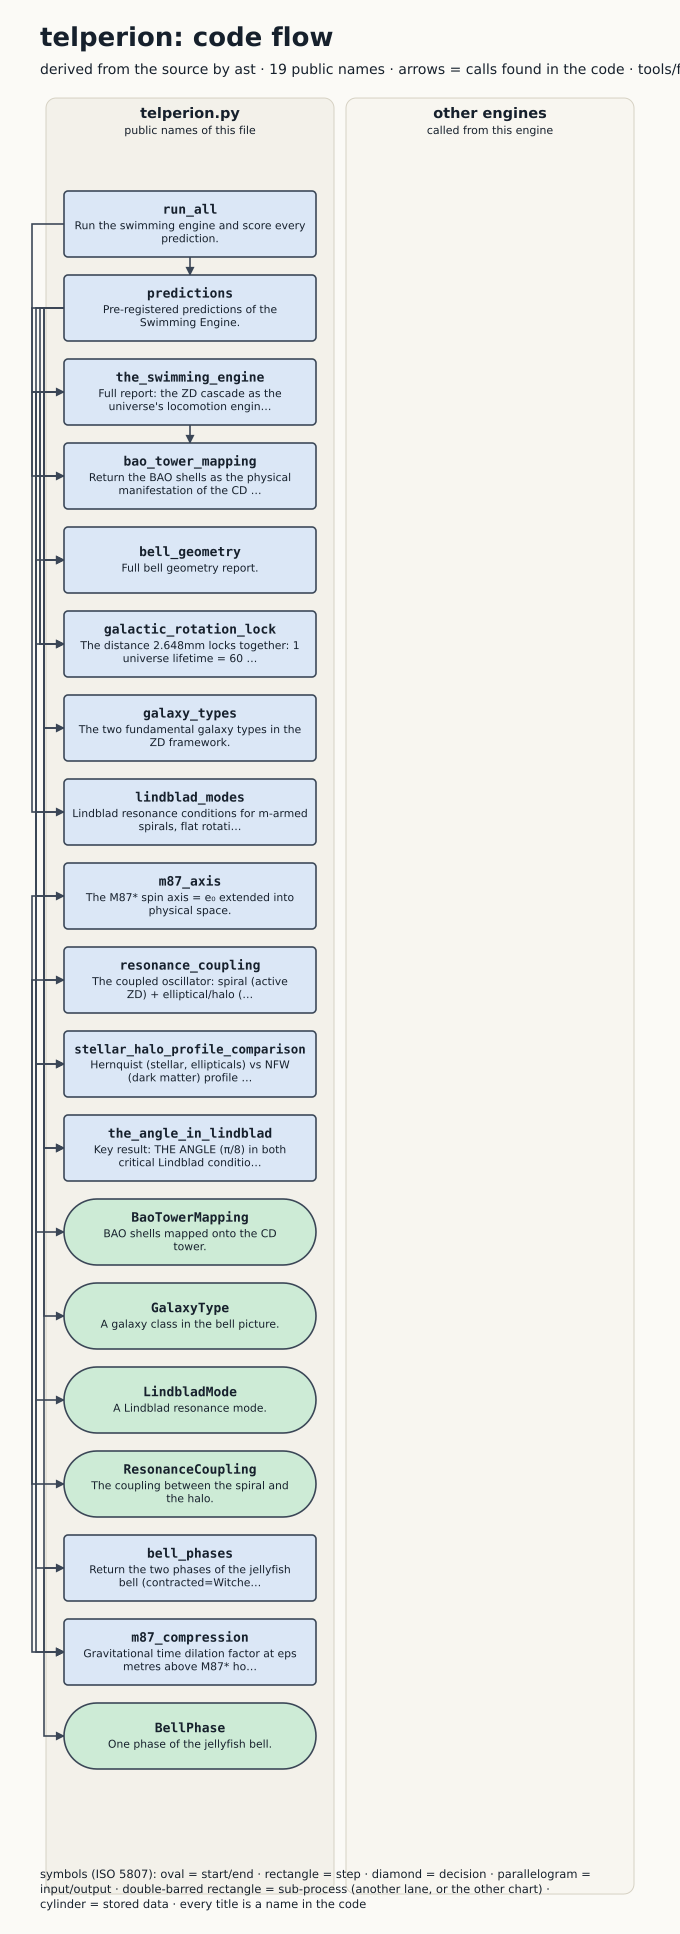 telperion: code flow
derived from the source by ast · 19 public names · arrows = calls found in the code · tools/f
telperion.py
public names of this file
other engines
called from this engine
run_all
Run the swimming engine and score every
prediction.
predictions
Pre-registered predictions of the
Swimming Engine.
the_swimming_engine
Full report: the ZD cascade as the
universe's locomotion engin…
bao_tower_mapping
Return the BAO shells as the physical
manifestation of the CD …
bell_geometry
Full bell geometry report.
galactic_rotation_lock
The distance 2.648mm locks together: 1
universe lifetime = 60 …
galaxy_types
The two fundamental galaxy types in the
ZD framework.
lindblad_modes
Lindblad resonance conditions for m-armed
spirals, flat rotati…
m87_axis
The M87* spin axis = e₀ extended into
physical space.
resonance_coupling
The coupled oscillator: spiral (active
ZD) + elliptical/halo (…
stellar_halo_profile_comparison
Hernquist (stellar, ellipticals) vs NFW
(dark matter) profile …
the_angle_in_lindblad
Key result: THE ANGLE (π/8) in both
critical Lindblad conditio…
BaoTowerMapping
BAO shells mapped onto the CD
tower.
GalaxyType
A galaxy class in the bell picture.
LindbladMode
A Lindblad resonance mode.
ResonanceCoupling
The coupling between the spiral and
the halo.
bell_phases
Return the two phases of the jellyfish
bell (contracted=Witche…
m87_compression
Gravitational time dilation factor at eps
metres above M87* ho…
BellPhase
One phase of the jellyfish bell.
symbols (ISO 5807): oval = start/end · rectangle = step · diamond = decision · parallelogram =
input/output · double-barred rectangle = sub-process (another lane, or the other chart) ·
cylinder = stored data · every title is a name in the code